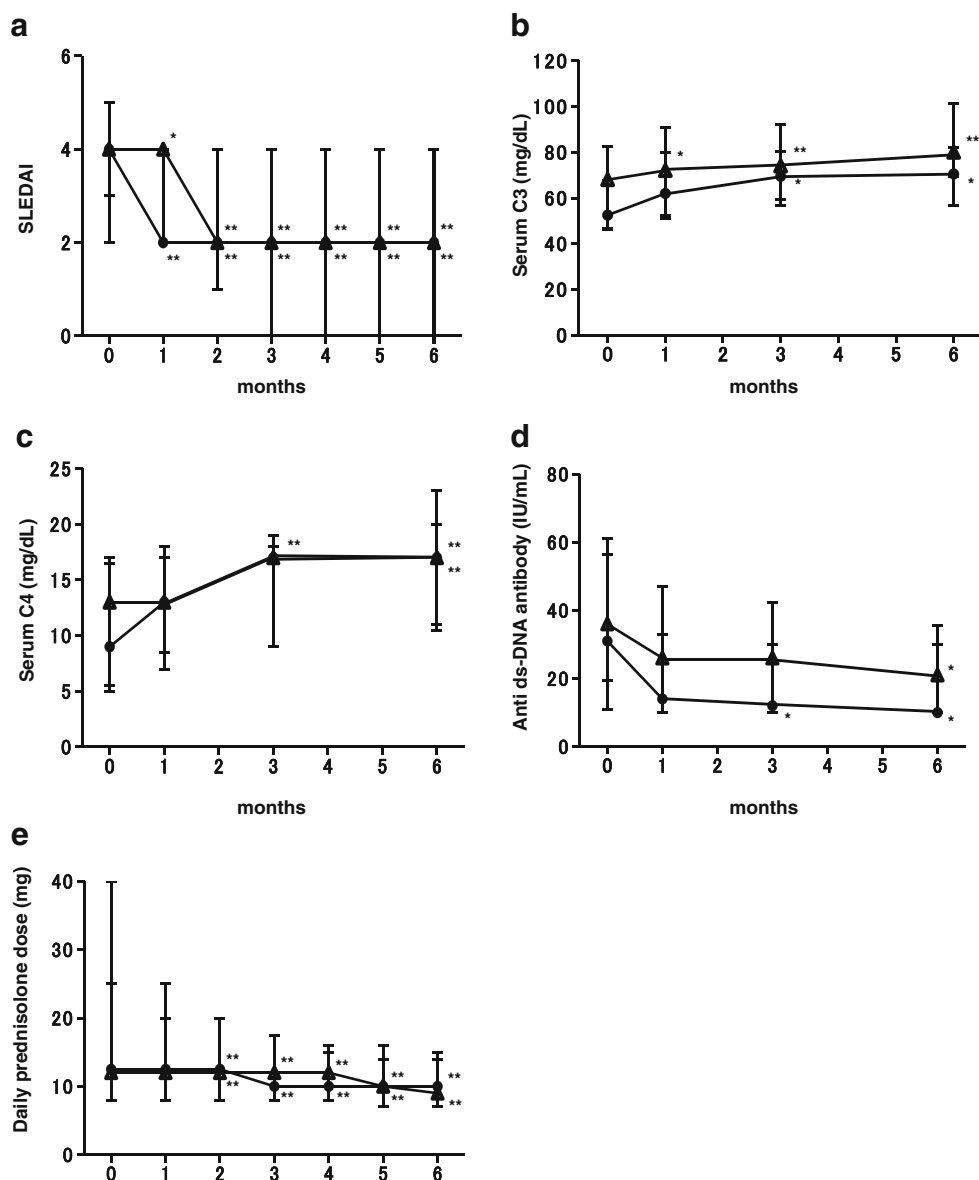 a
6
4
2
0
SLEDAI
*
**
** ** ** ** **
** ** ** ** **
0 1 2 3 4 5 6
months
b
120
100
80
60
40
20
0
Serum C3 (mg/dL)
*
**
*
**
*
0 1 2 3 4 5 6
months
c
25
20
15
10
5
0
Serum C4 (mg/dL)
**
**
**
0 1 2 3 4 5 6
months
d
80
60
40
20
0
Anti ds-DNA antibody (IU/mL)
*
*
*
0 1 2 3 4 5 6
months
e
40
30
20
10
0
Daily prednisolone dose (mg)
** ** ** ** **
** ** ** ** **
0 1 2 3 4 5 6